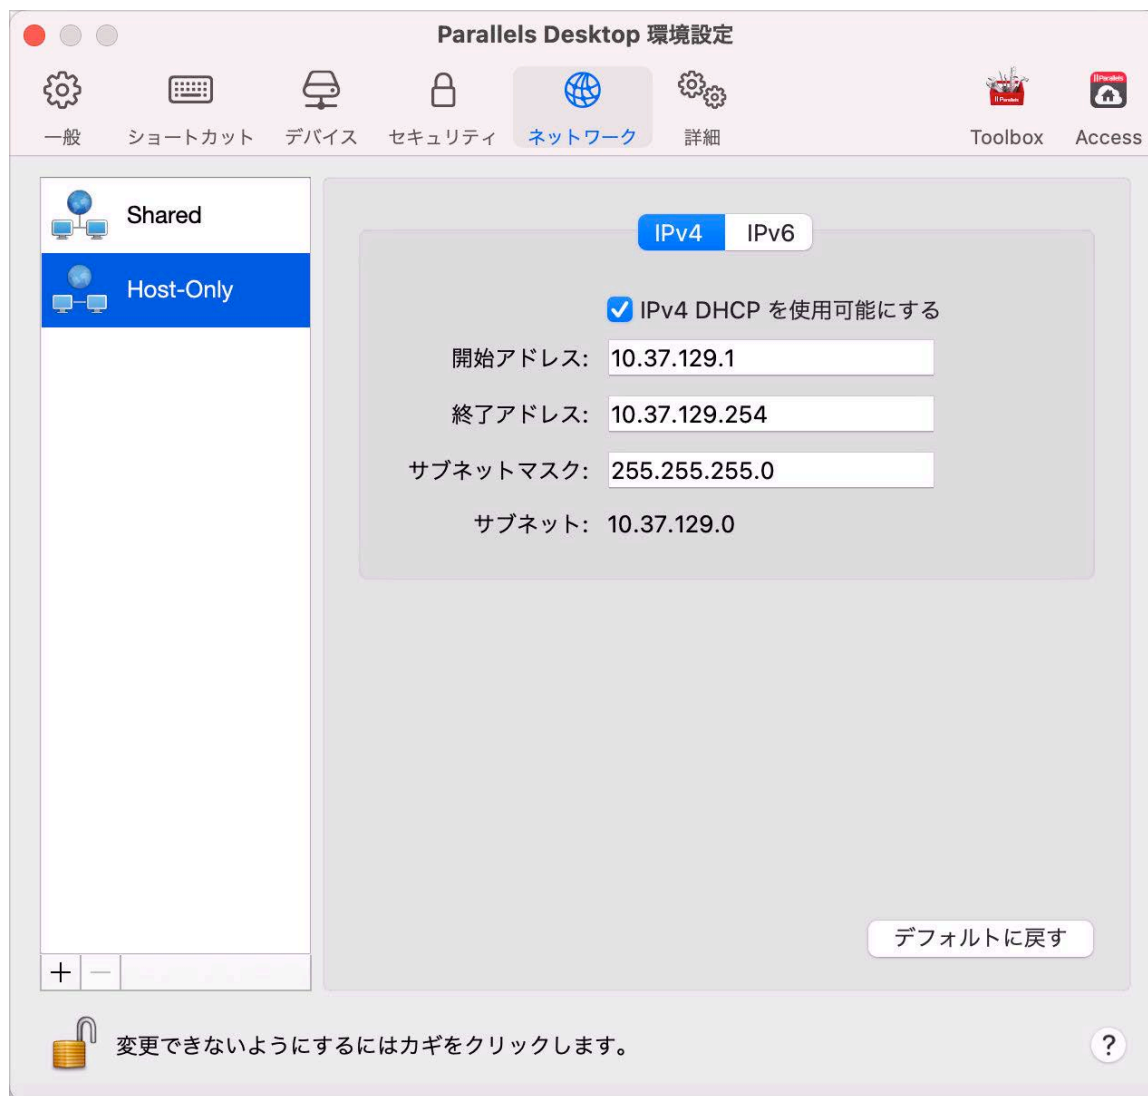 Parallels Desktop 環境設定
一般 ショートカット デバイス セキュリティ ネットワーク 詳細 Toolbox Access
Shared
Host-Only
IPv4 IPv6
IPv4 DHCP を使用可能にする
開始アドレス: 10.37.129.1
終了アドレス: 10.37.129.254
サブネットマスク: 255.255.255.0
サブネット: 10.37.129.0
デフォルトに戻す
変更できないようにするにはカギをクリックします。
?